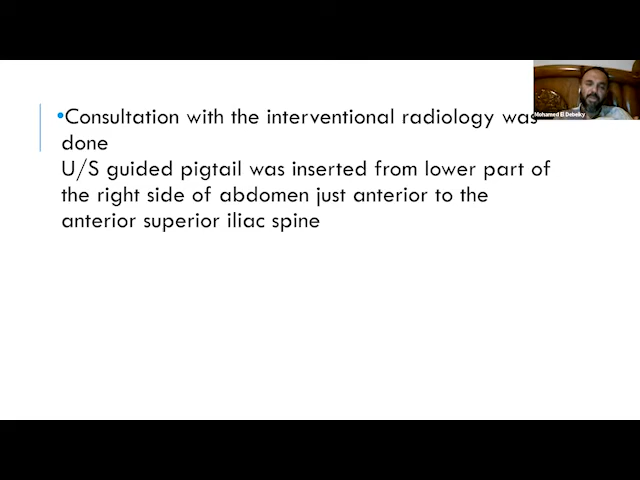 •Consultation with the interventional radiology was
done
U/S guided pigtail was inserted from lower part of
the right side of abdomen just anterior to the
anterior superior iliac spine
Mohamed El Debeiky